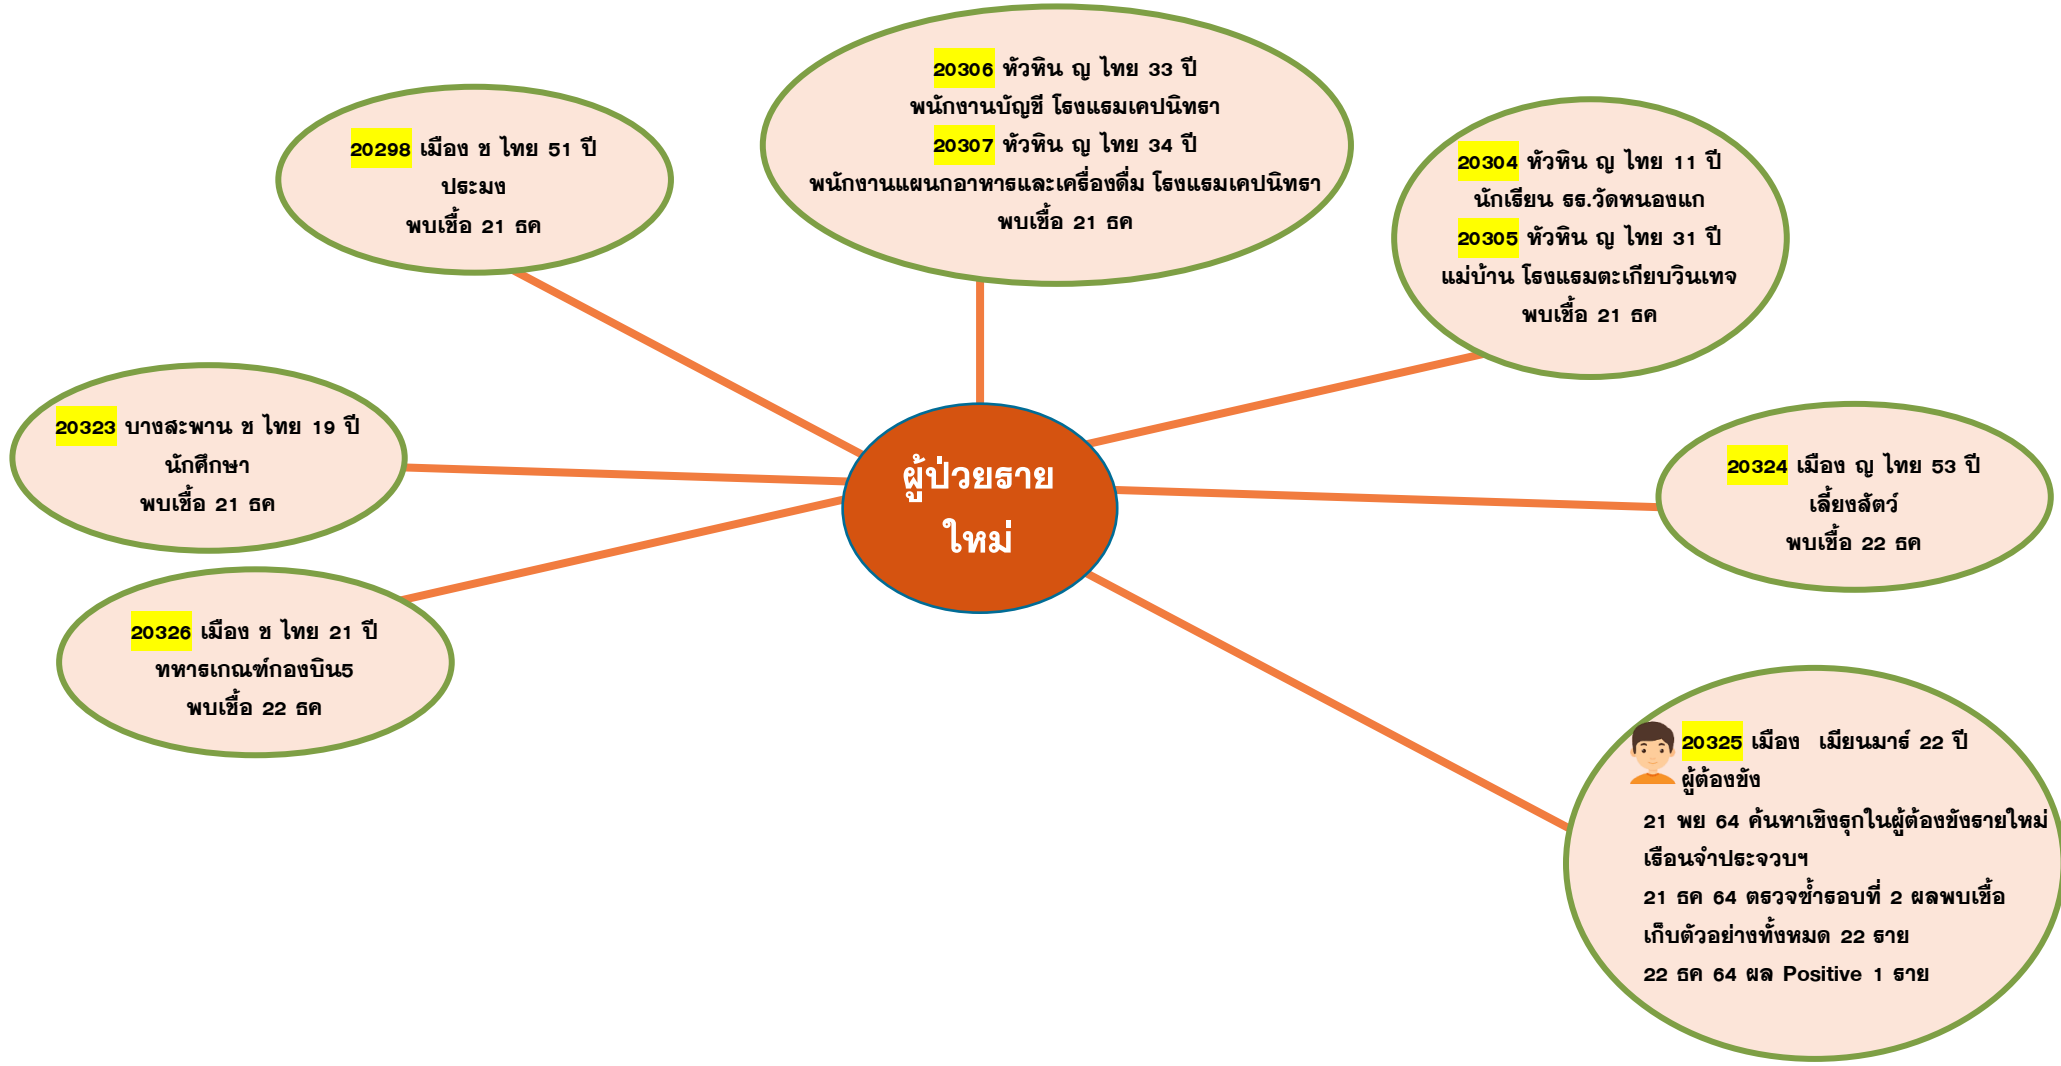 20306 หัวหิน ญ ไทย 33 ปี
พนักงานบัญชี โรงแรมเคปนิทรา
20307 หัวหิน ญ ไทย 34 ปี
พนักงานแผนกอาหารและเครื่องดื่ม โรงแรมเคปนิทรา
พบเชื้อ 21 ธค
20298 เมือง ช ไทย 51 ปี
ประมง
พบเชื้อ 21 ธค
20304 หัวหิน ญ ไทย 11 ปี
นักเรียน รร.วัดหนองแก
20305 หัวหิน ญ ไทย 31 ปี
แม่บ้าน โรงแรมตะเกียบวินเทจ
พบเชื้อ 21 ธค
20323 บางสะพาน ช ไทย 19 ปี
นักศึกษา
พบเชื้อ 21 ธค
ผู้ป่วยราย
ใหม่
20324 เมือง ญ ไทย 53 ปี
เลี้ยงสัตว์
พบเชื้อ 22 ธค
20326 เมือง ช ไทย 21 ปี
ทหารเกณฑ์กองบิน5
พบเชื้อ 22 ธค
20325 เมือง เมียนมาร์ 22 ปี
ผู้ต้องขัง
21 พย 64 ค้นหาเชิงรุกในผู้ต้องขังรายใหม่
เรือนจำประจวบฯ
21 ธค 64 ตรวจซ้ำรอบที่ 2 ผลพบเชื้อ
เก็บตัวอย่างทั้งหมด 22 ราย
22 ธค 64 ผล Positive 1 ราย